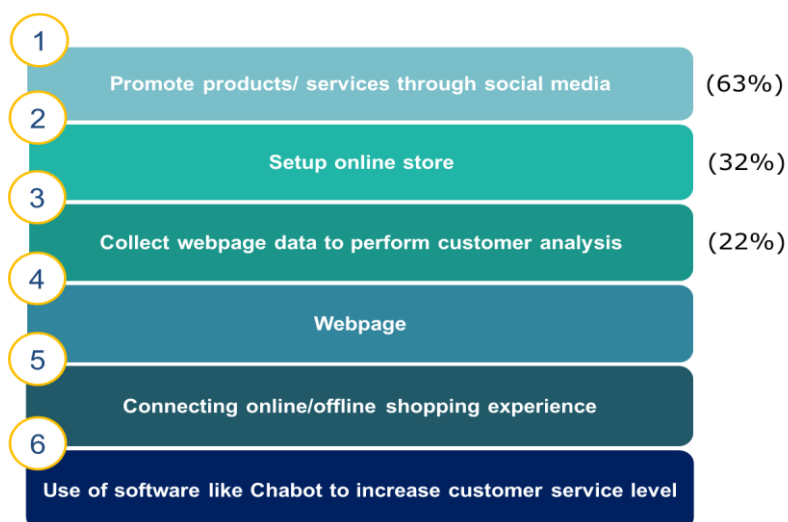 1
Promote products/ services through social media (63%)
2
Setup online store (32%)
3
Collect webpage data to perform customer analysis (22%)
4
Webpage
5
Connecting online/offline shopping experience
6
Use of software like Chabot to increase customer service level